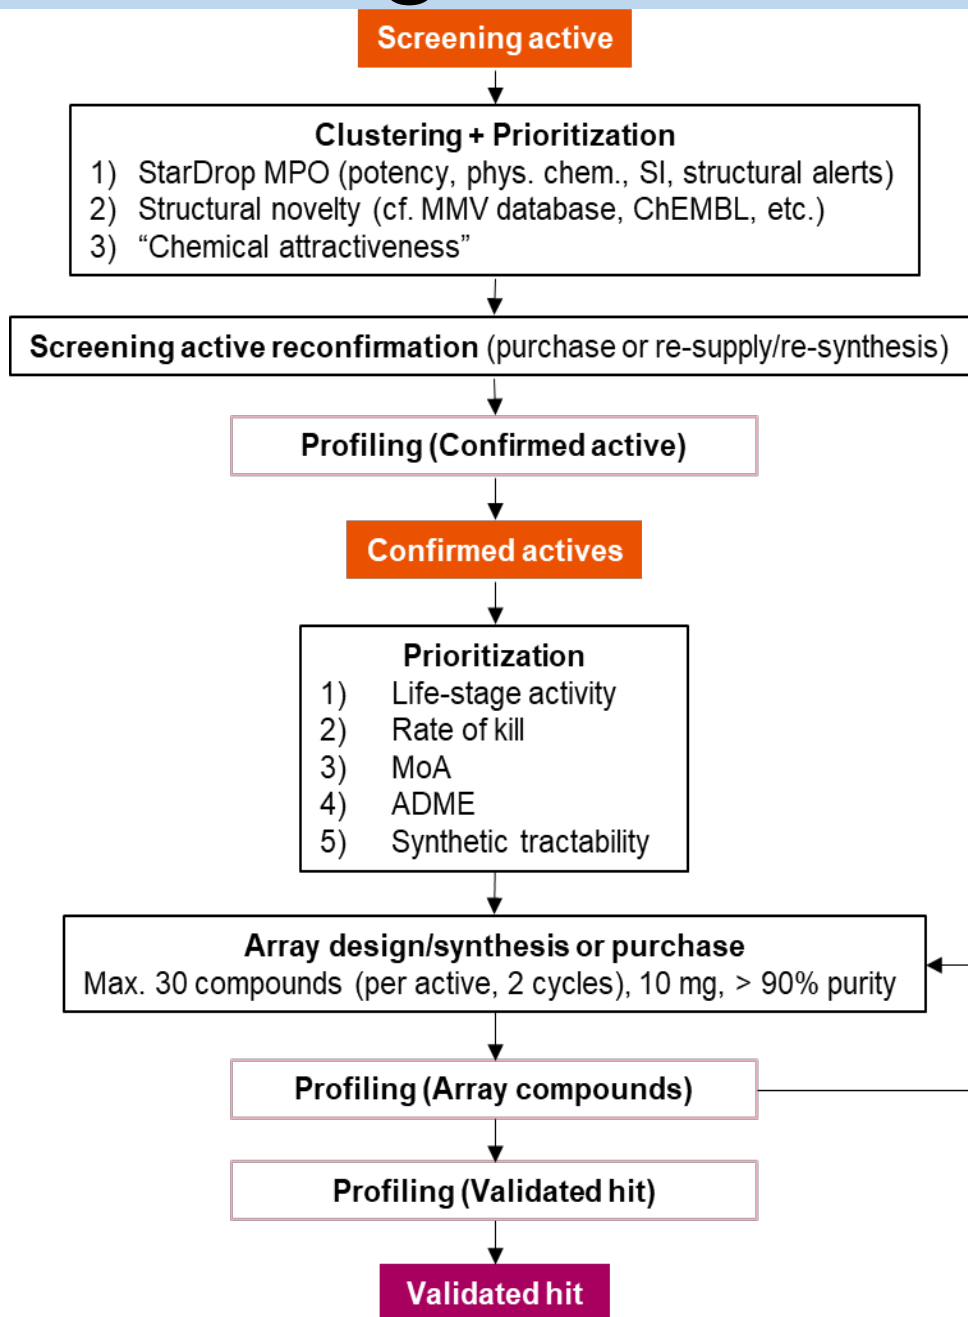 Screening active
Clustering + Prioritization
1) StarDrop MPO (potency, phys. chem., SI, structural alerts)
2) Structural novelty (cf. MMV database, ChEMBL, etc.)
3) “Chemical attractiveness”
Screening active reconfirmation (purchase or re-supply/re-synthesis)
Profiling (Confirmed active)
Confirmed actives
Prioritization
1) Life-stage activity
2) Rate of kill
3) MoA
4) ADME
5) Synthetic tractability
Array design/synthesis or purchase
Max. 30 compounds (per active, 2 cycles), 10 mg, > 90% purity
Profiling (Array compounds)
Profiling (Validated hit)
Validated hit